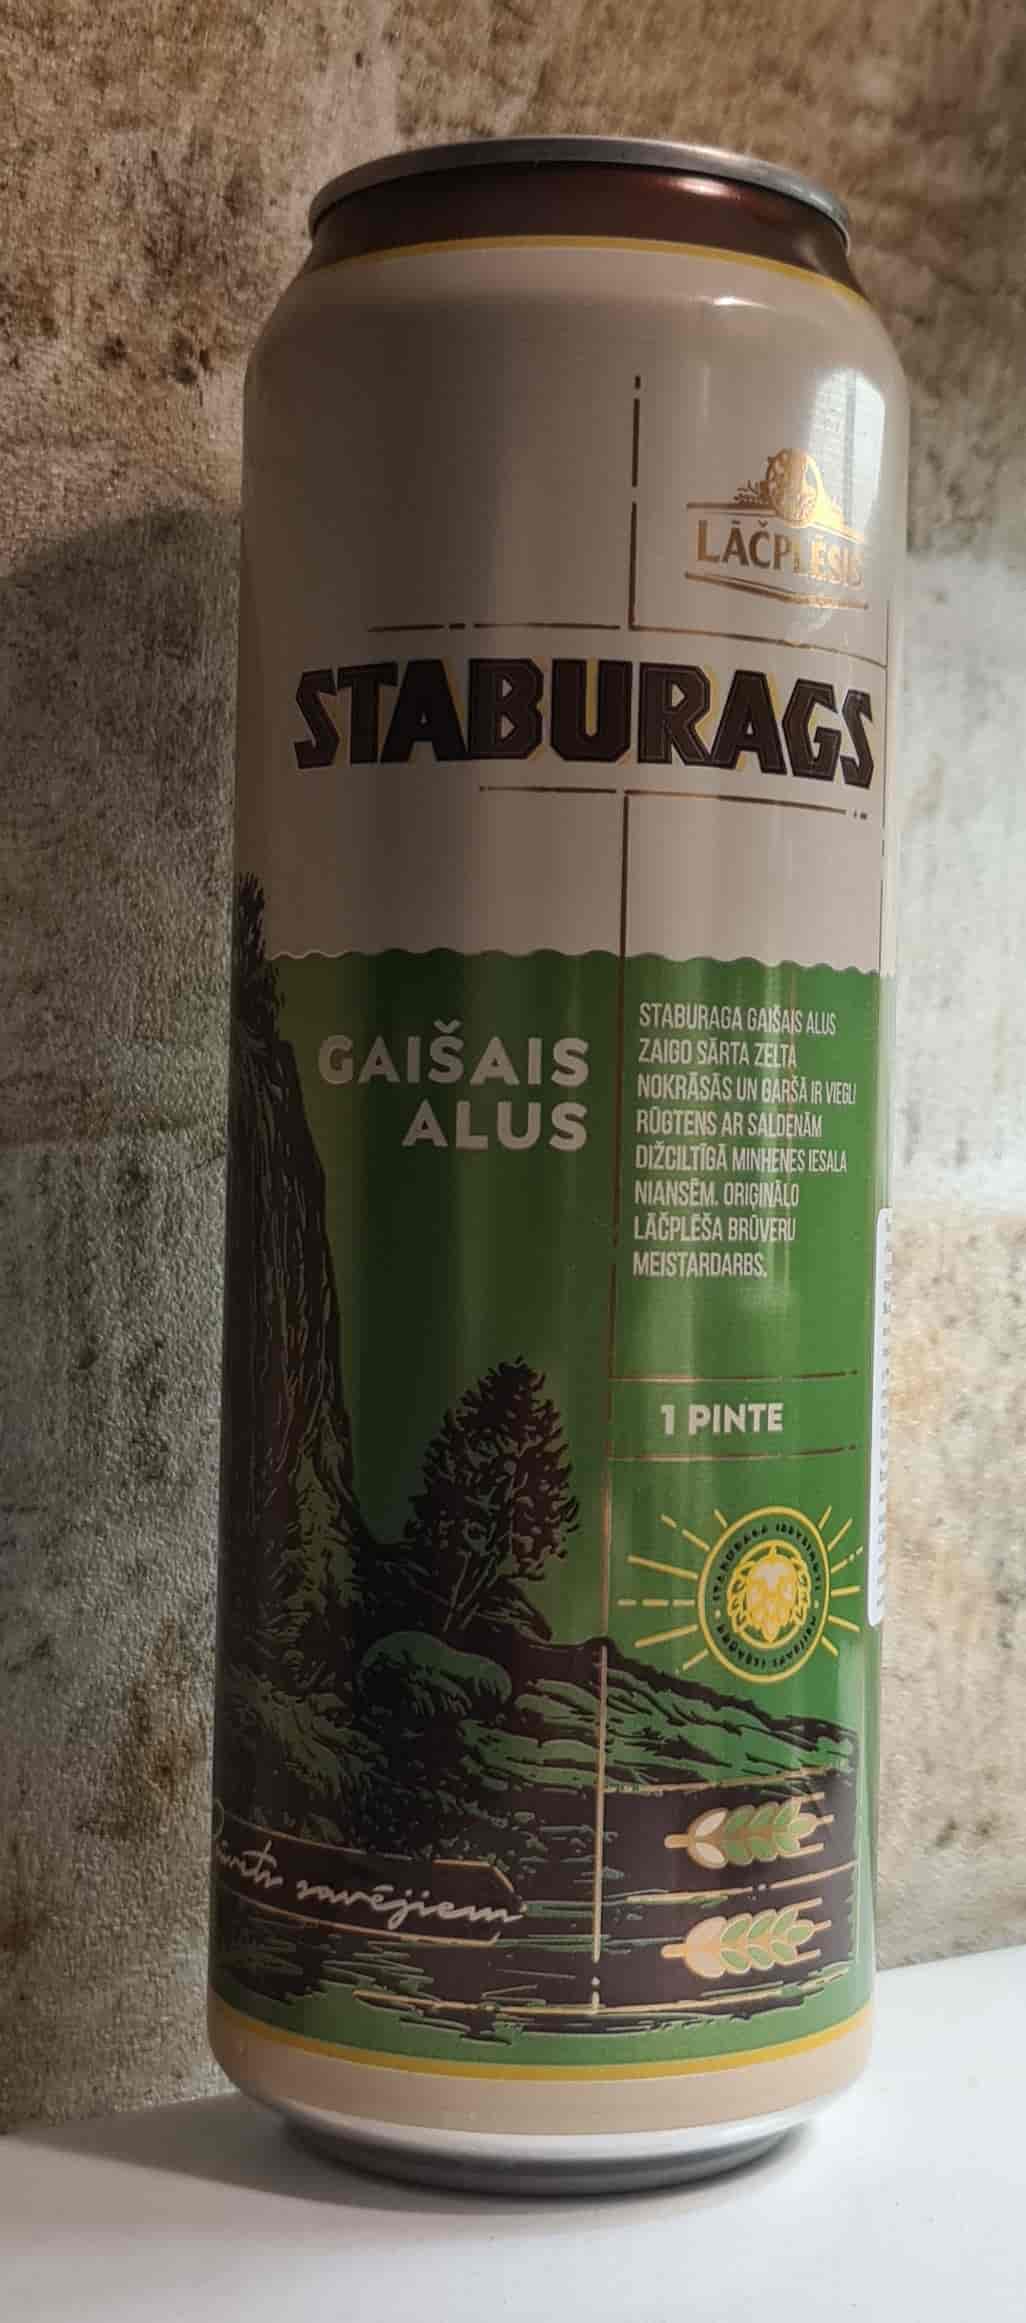 LĀČPLĒSIS
STABURAGS
GAIŠAIS
ALUS
STABURAGA GAIŠAIS ALUS
ZAIGO SĀRTA ZELTA
NOKRĀSĀS UN GARŠĀ IR VIEGLI
RŪGTENS AR SALDENĀM
DIŽCILTĪGĀ MINHENES IESALA
NIANSĒM. ORIĢINĀLO
LĀČPLĒŠA BRŪVERU
MEISTARDARBS.
1 PINTE
savējiem